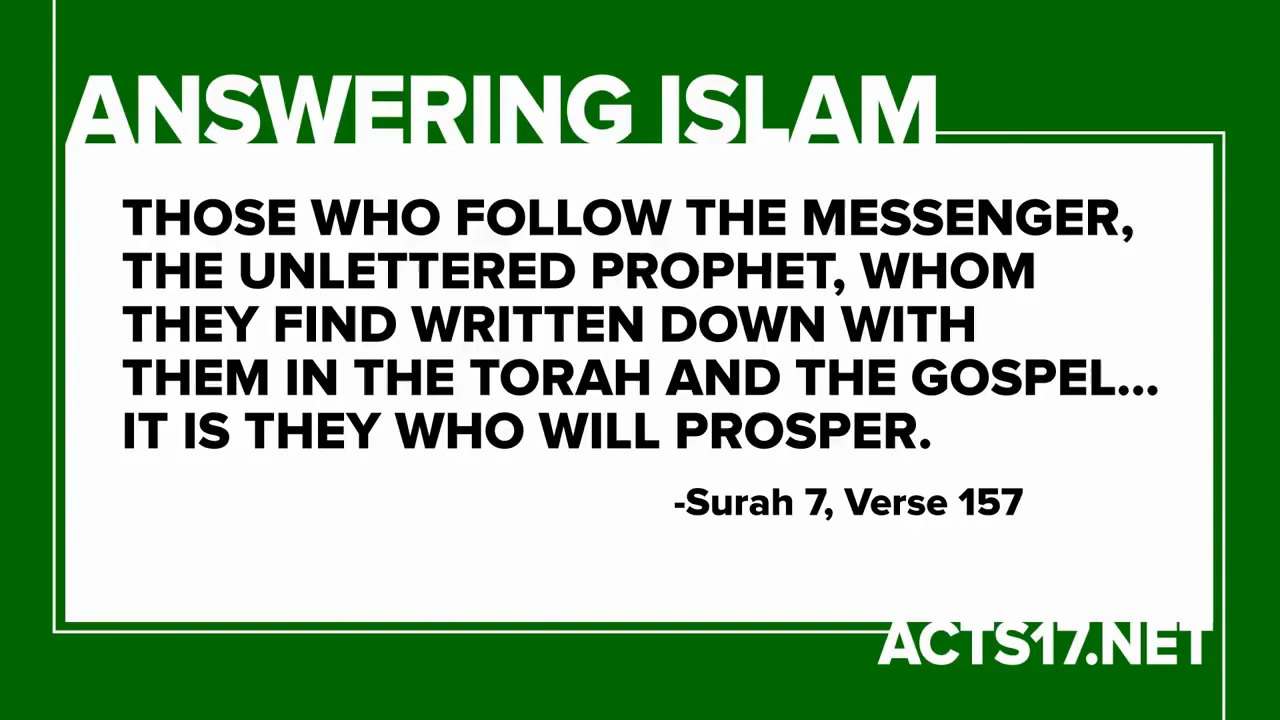 ANSWERING ISLAM
THOSE WHO FOLLOW THE MESSENGER,
THE UNLETTERED PROPHET, WHOM
THEY FIND WRITTEN DOWN WITH
THEM IN THE TORAH AND THE GOSPEL...
IT IS THEY WHO WILL PROSPER.
-Surah 7, Verse 157
ACTS17.NET